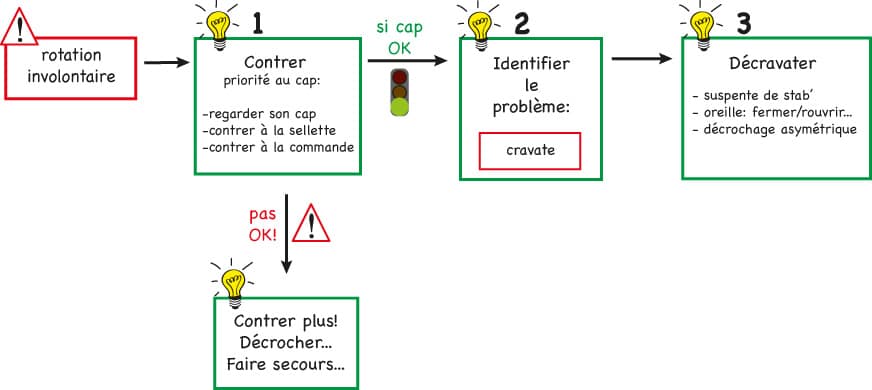 !
rotation
involontaire
1
Contrer
priorité au cap:
-regarder son cap
-contrer à la sellette
-contrer à la commande
si cap
OK
2
Identifier
le
problème:
cravate
3
Décravater
- suspente de stab'
- oreille: fermer/rouvrir...
- décrochage asymétrique
pas
OK!
!
Contrer plus!
Décrocher...
Faire secours...